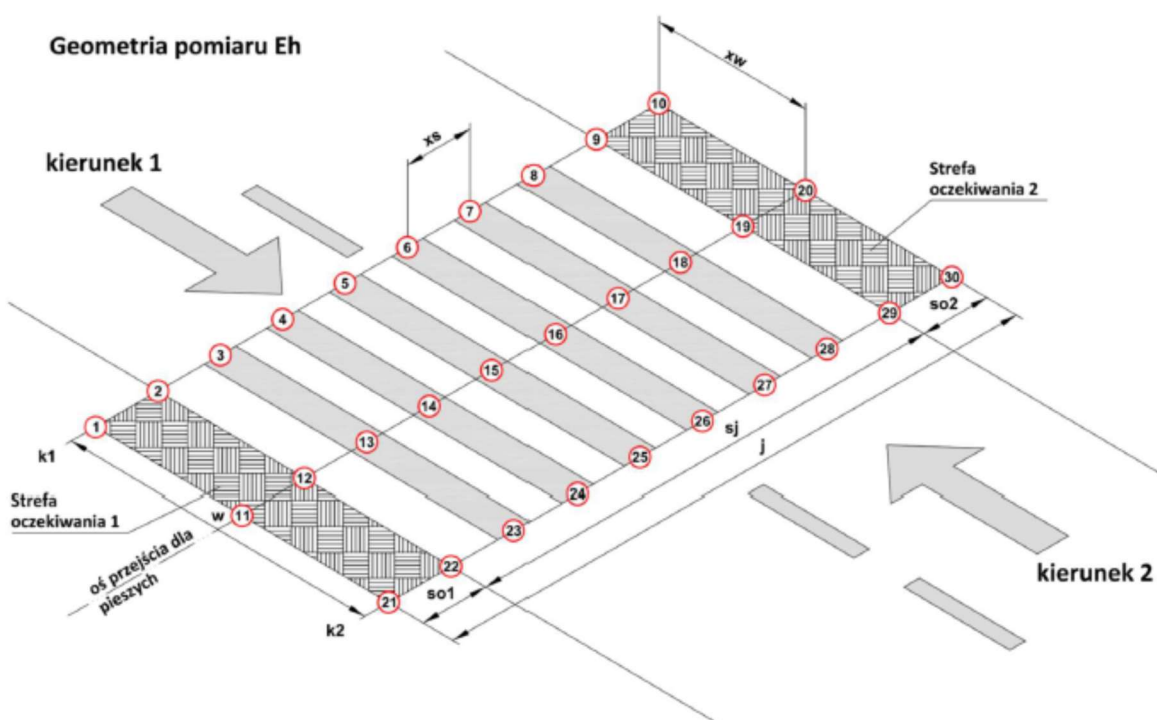 Geometria pomiaru Eh
xw
10
xs
9
kierunek 1
8
Strefa
oczekiwania 2
20
7
19
6
18
30
5
17
29
so2
4
16
28
3
15
27
2
14
26
sj
j
1
13
25
k1
12
24
Strefa
oczekiwania 1
w
11
23
oś przejścia dla
pieszych
22
kierunek 2
so1
21
k2